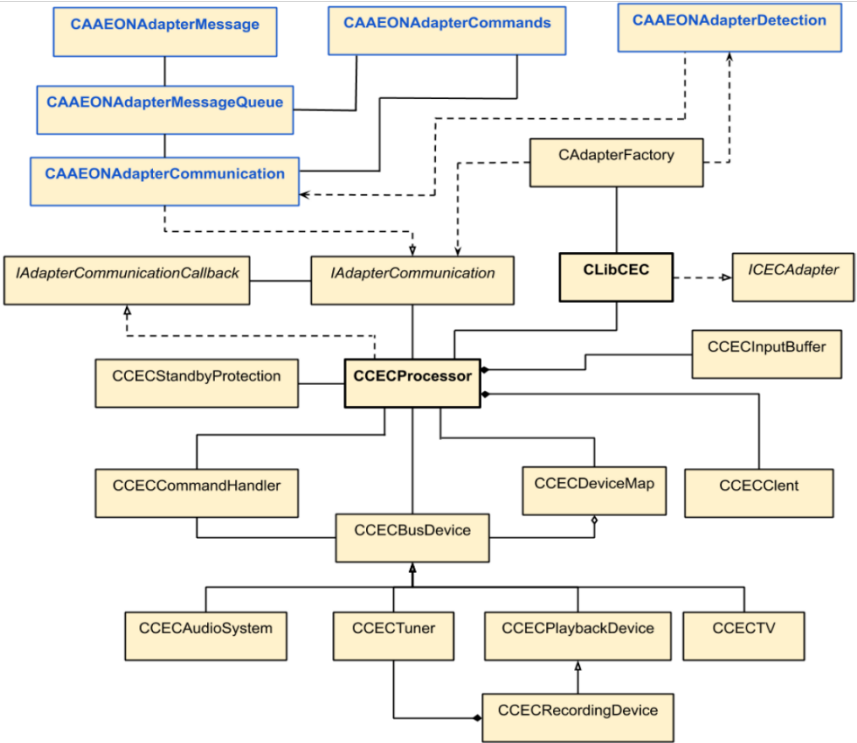 CAAEONAdapterMessage
CAAEONAdapterCommands
CAAEONAdapterDetection
CAAEONAdapterMessageQueue
CAdapterFactory
CAAEONAdapterCommunication
IAdapterCommunicationCallback
IAdapterCommunication
CLibCEC
ICECAdapter
CCECInputBuffer
CCECStandbyProtection
CCECProcessor
CCECCommandHandler
CCECDeviceMap
CCECClent
CCECBusDevice
CCECAudioSystem
CCECTuner
CCECPlaybackDevice
CCECTV
CCECRecordingDevice